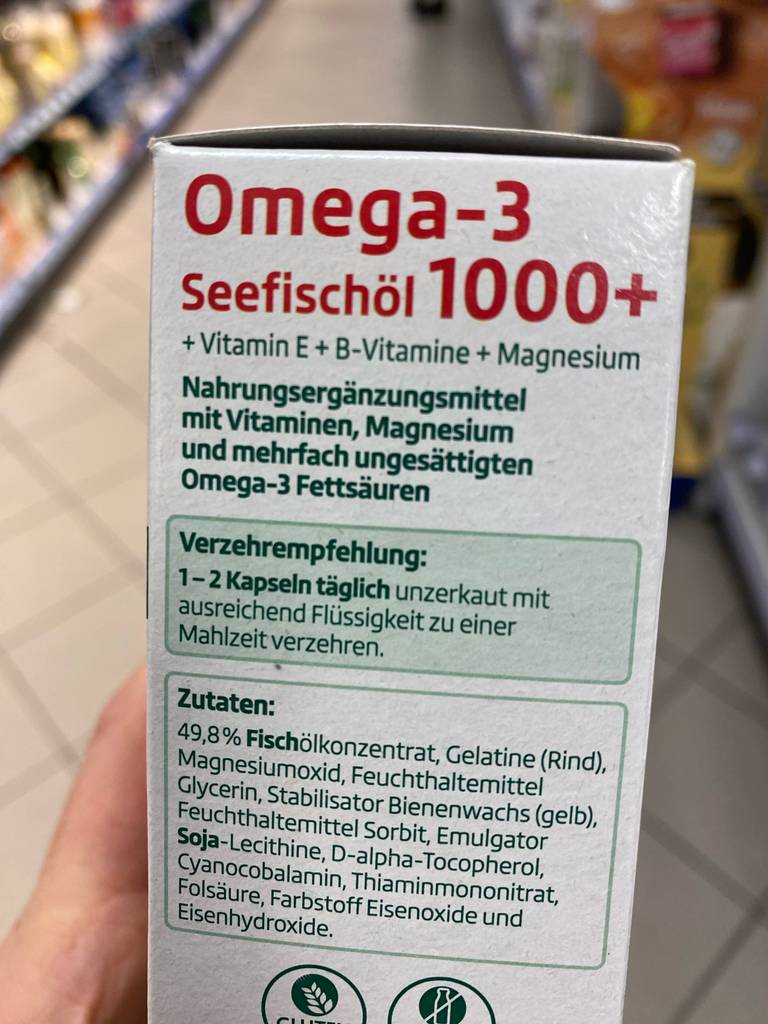 Omega-3
Seefischöl 1000+
+ Vitamin E + B-Vitamine + Magnesium
Nahrungsergänzungsmittel
mit Vitaminen, Magnesium
und mehrfach ungesättigten
Omega-3 Fettsäuren
Verzehrempfehlung:
1–2 Kapseln täglich unzerkaut mit
ausreichend Flüssigkeit zu einer
Mahlzeit verzehren.
Zutaten:
49,8% Fischölkonzentrat, Gelatine (Rind),
Magnesiumoxid, Feuchthaltemittel
Glycerin, Stabilisator Bienenwachs (gelb),
Feuchthaltemittel Sorbit, Emulgator
Soja-Lecithine, D-alpha-Tocopherol,
Cyanocobalamin, Thiaminmononitrat,
Folsäure, Farbstoff Eisenoxide und
Eisenhydroxide.